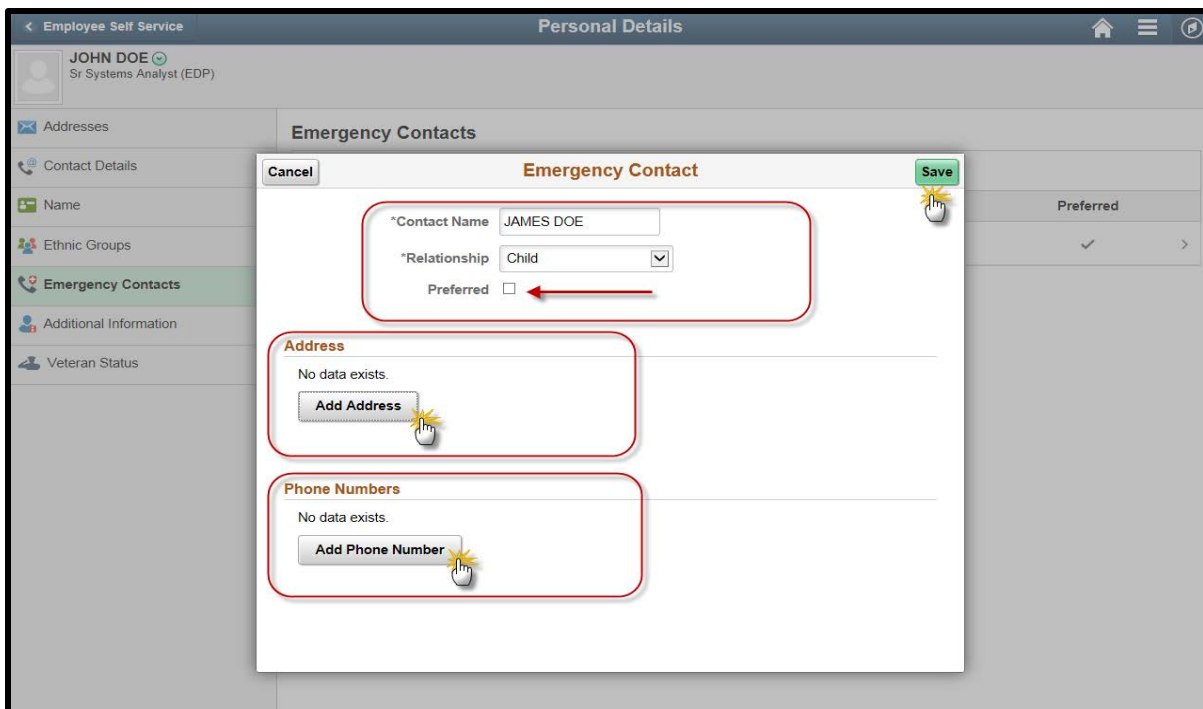 Employee Self Service
Personal Details
JOHN DOE
Sr Systems Analyst (EDP)
Addresses
Contact Details
Name
Ethnic Groups
Emergency Contacts
Additional Information
Veteran Status
Emergency Contacts
Preferred
Cancel
Emergency Contact
Save
*Contact Name JAMES DOE
*Relationship Child
Preferred
Address
No data exists.
Add Address
Phone Numbers
No data exists.
Add Phone Number